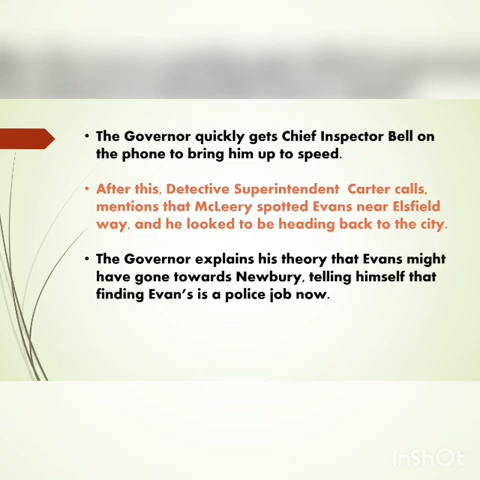 • The Governor quickly gets Chief Inspector Bell on
the phone to bring him up to speed.
• After this, Detective Superintendent Carter calls,
mentions that McLeery spotted Evans near Elsfield
way, and he looked to be heading back to the city.
• The Governor explains his theory that Evans might
have gone towards Newbury, telling himself that
finding Evan's is a police job now.
InShOt